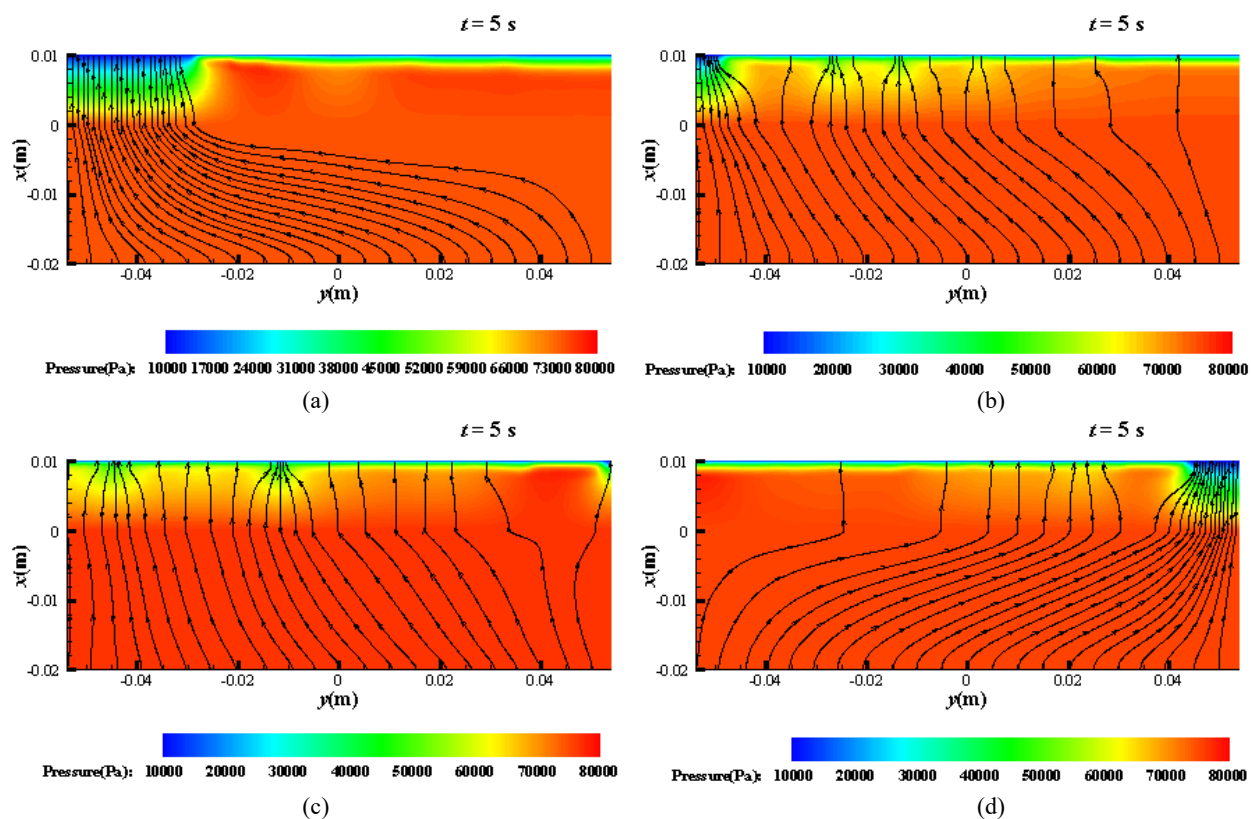 t = 5 s
0.01
0
-0.01
-0.02
x(m)
-0.04 -0.02 0 0.02 0.04
y(m)
Pressure(Pa): 10000 17000 24000 31000 38000 45000 52000 59000 66000 73000 80000
(a)
t = 5 s
0.01
0
-0.01
-0.02
x(m)
-0.04 -0.02 0 0.02 0.04
y(m)
Pressure(Pa): 10000 20000 30000 40000 50000 60000 70000 80000
(b)
t = 5 s
0.01
0
-0.01
-0.02
x(m)
-0.04 -0.02 0 0.02 0.04
y(m)
Pressure(Pa): 10000 20000 30000 40000 50000 60000 70000 80000
(c)
t = 5 s
0.01
0
-0.01
-0.02
x(m)
-0.04 -0.02 0 0.02 0.04
y(m)
Pressure(Pa): 10000 20000 30000 40000 50000 60000 70000 80000
(d)